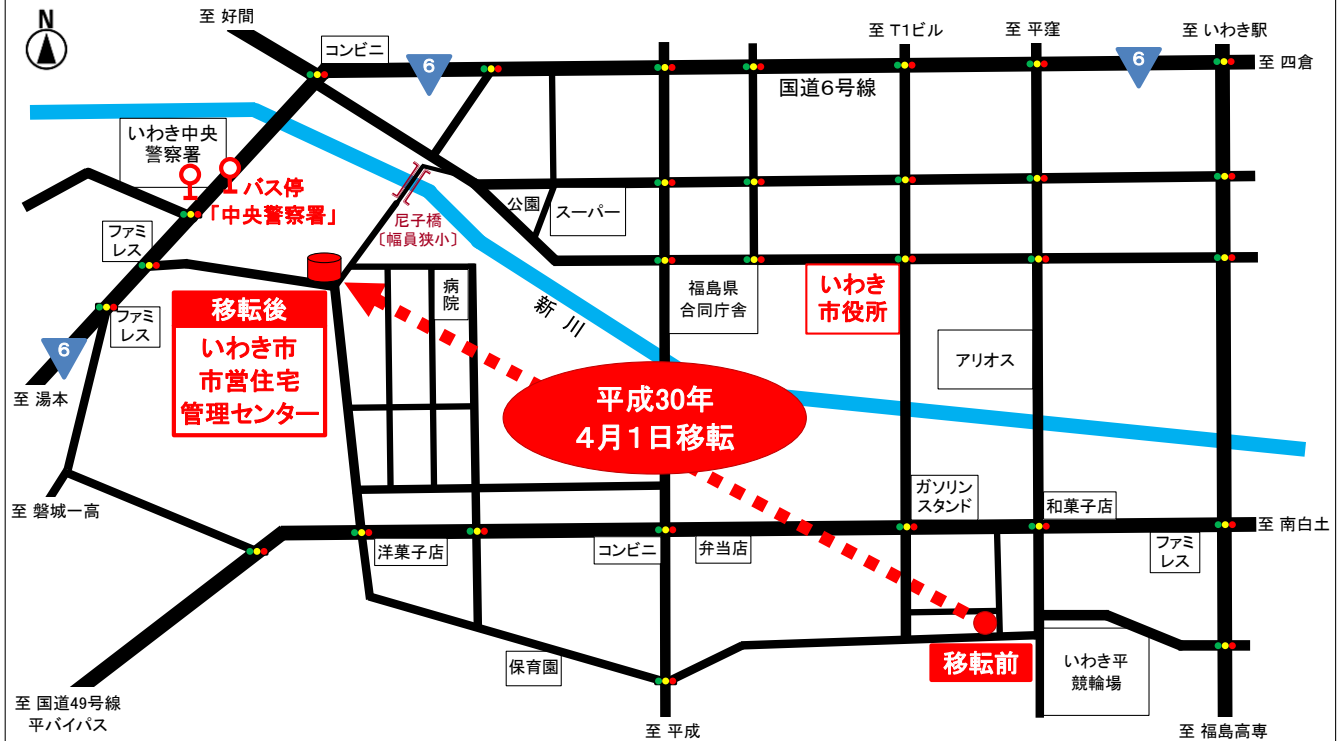 N
至 好間
至 T1ビル
至 平窪
至 いわき駅
コンビニ
6
6
至 四倉
国道6号線
いわき中央
警察署
バス停
「中央警察署」
尼子橋
〔幅員狭小〕
公園
スーパー
ファミ
レス
病
院
新川
福島県
合同庁舎
いわき
市役所
ファミ
レス
移転後
いわき市
市営住宅
管理センター
6
至 湯本
アリオス
平成30年
4月1日移転
至 磐城一高
ガソリン
スタンド
和菓子店
至 南白土
洋菓子店
コンビニ
弁当店
ファミ
レス
保育園
移転前
いわき平
競輪場
至 国道49号線
平バイパス
至 平成
至 福島高専